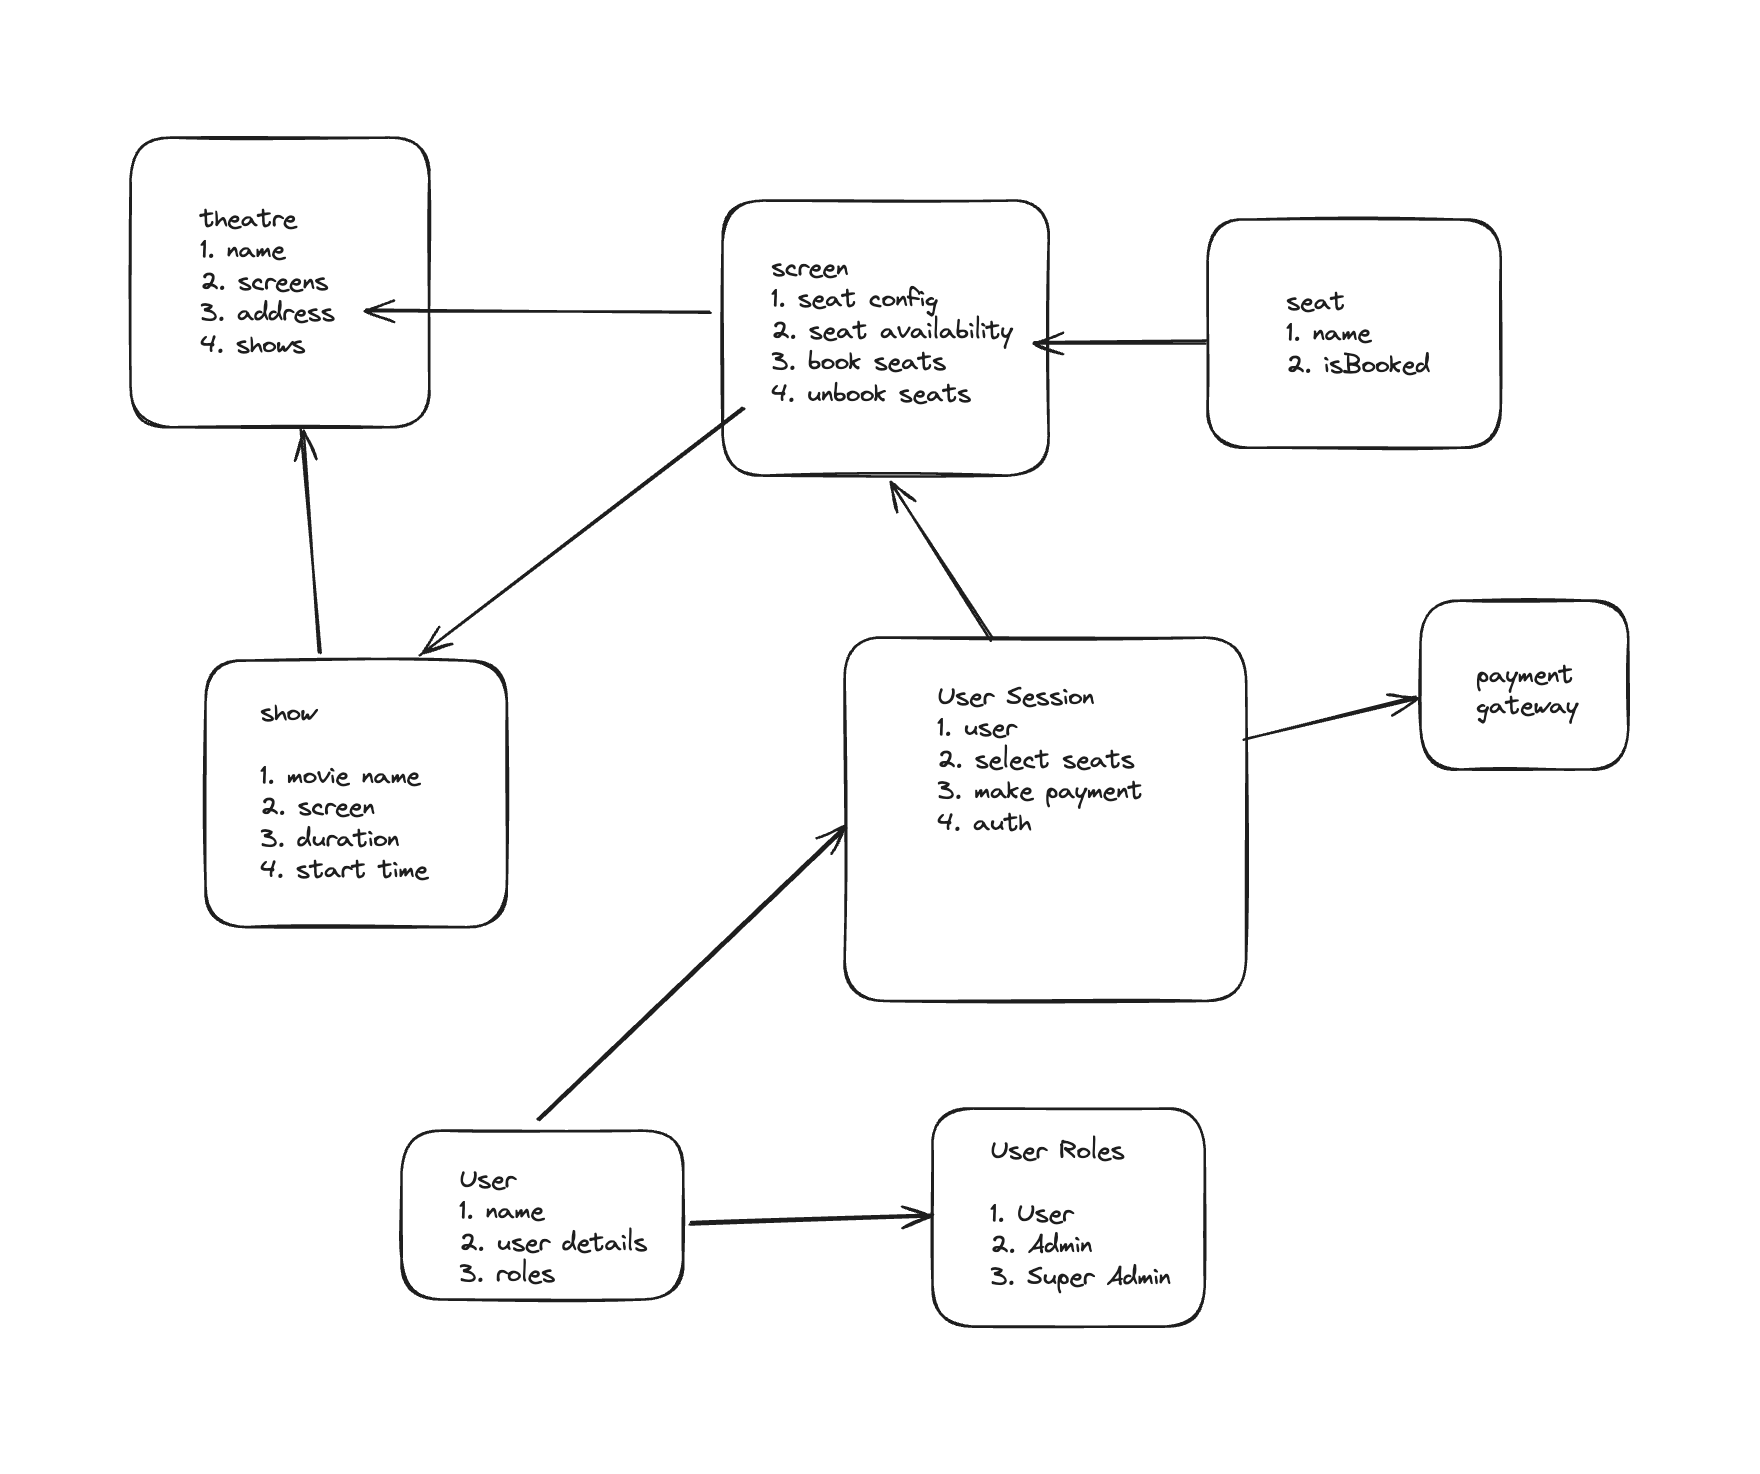 theatre
1. name
2. screens
3. address
4. shows
screen
1. seat config
2. seat availability
3. book seats
4. unbook seats
seat
1. name
2. isBooked
show
1. movie name
2. screen
3. duration
4. start time
User Session
1. user
2. select seats
3. make payment
4. auth
payment
gateway
User
1. name
2. user details
3. roles
User Roles
1. User
2. Admin
3. Super Admin